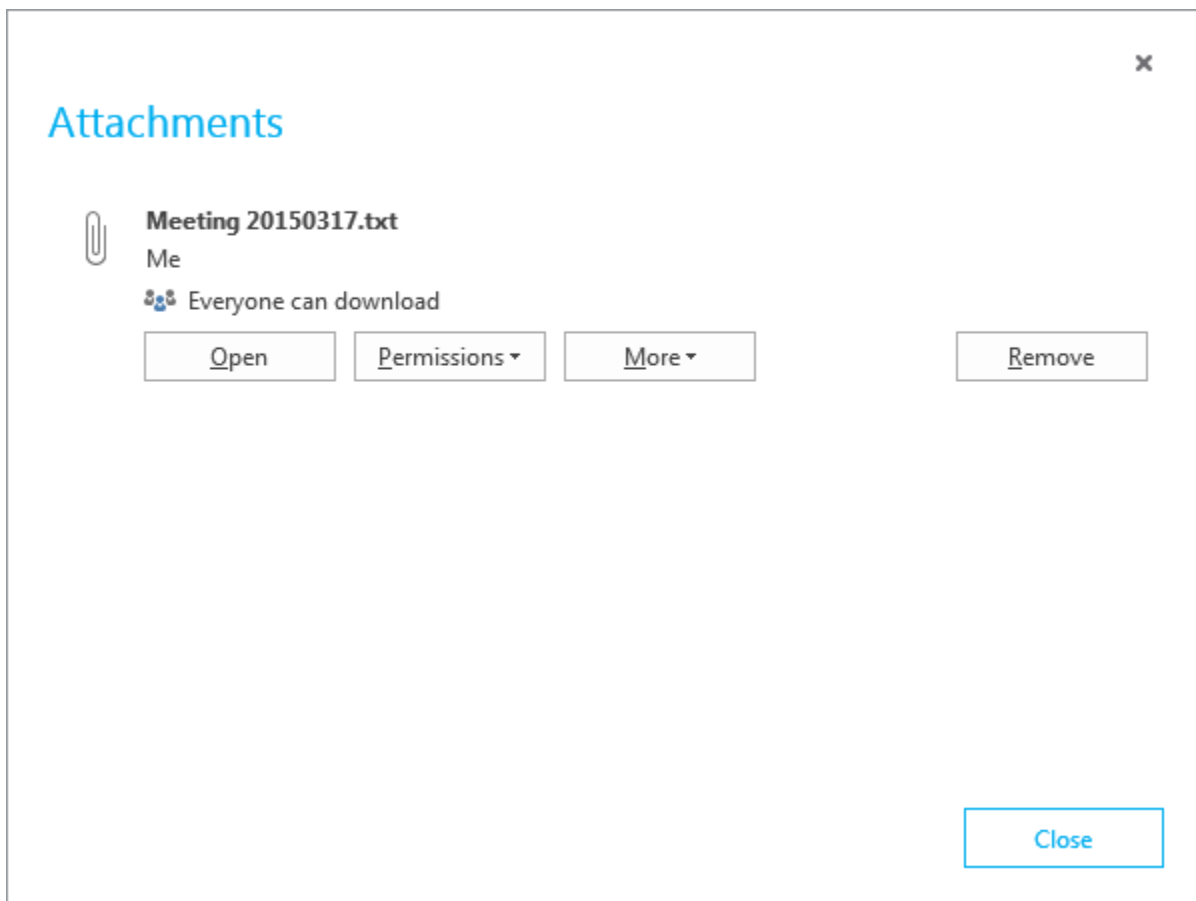 Attachments
Meeting 20150317.txt
Me
Everyone can download
Open Permissions More Remove
Close